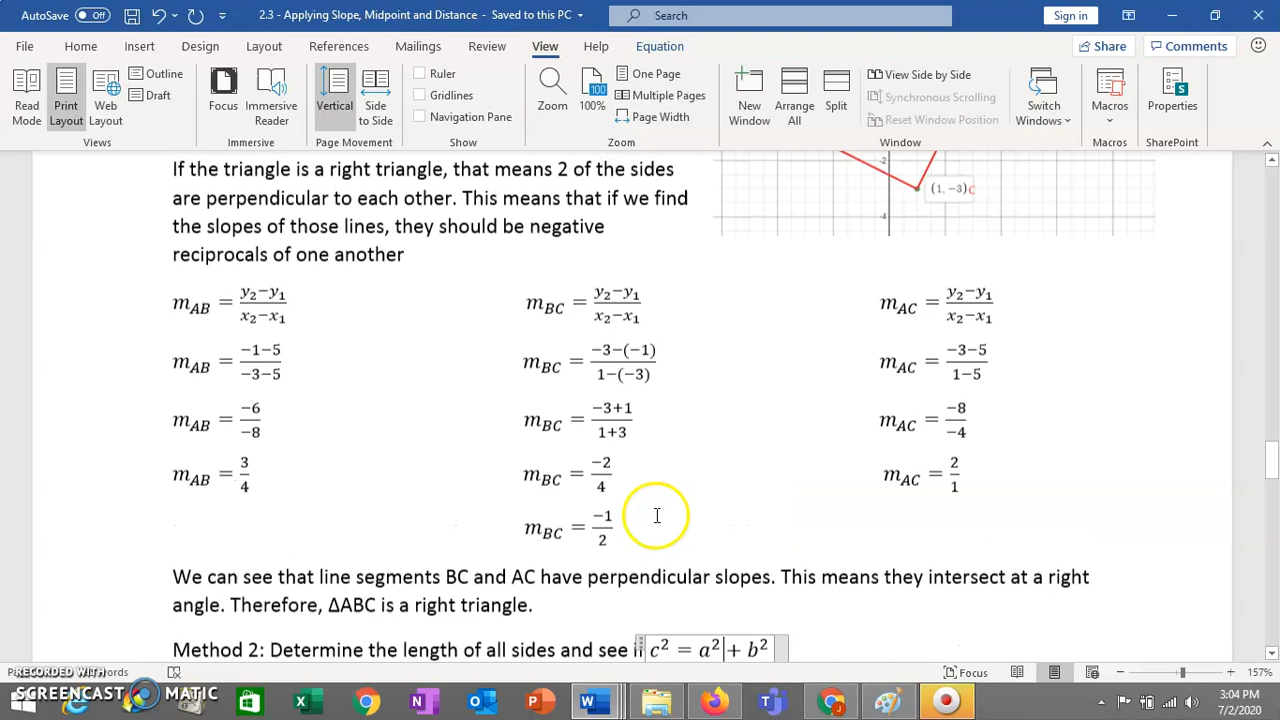 AutoSave Off 2.3 - Applying Slope, Midpoint and Distance - Saved to this PC Search Sign in
File Home Insert Design Layout References Mailings Review View Help Equation Share Comments
Read Mode Print Layout Web Layout Outline Draft Focus Immersive Reader Vertical Side to Side Ruler Gridlines Navigation Pane Zoom 100 100% One Page Multiple Pages Page Width New Window Arrange All Split View Side by Side Synchronous Scrolling Reset Window Position Switch Windows Macros Properties
Views Immersive Page Movement Show Zoom Window Macros SharePoint
If the triangle is a right triangle, that means 2 of the sides
are perpendicular to each other. This means that if we find
the slopes of those lines, they should be negative
reciprocals of one another
-2
(1, −3) C
-4
m_AB = (y₂−y₁)/(x₂−x₁) m_BC = (y₂−y₁)/(x₂−x₁) m_AC = (y₂−y₁)/(x₂−x₁)
m_AB = (−1−5)/(−3−5) m_BC = (−3−(−1))/(1−(−3)) m_AC = (−3−5)/(1−5)
m_AB = −6/−8 m_BC = (−3+1)/(1+3) m_AC = −8/−4
m_AB = 3/4 m_BC = −2/4 m_AC = 2/1
m_BC = −1/2
We can see that line segments BC and AC have perpendicular slopes. This means they intersect at a right
angle. Therefore, ΔABC is a right triangle.
Method 2: Determine the length of all sides and see if c² = a² + b²
words Focus 157%
RECORDED WITH
SCREENCAST MATIC
3:04 PM
7/2/2020